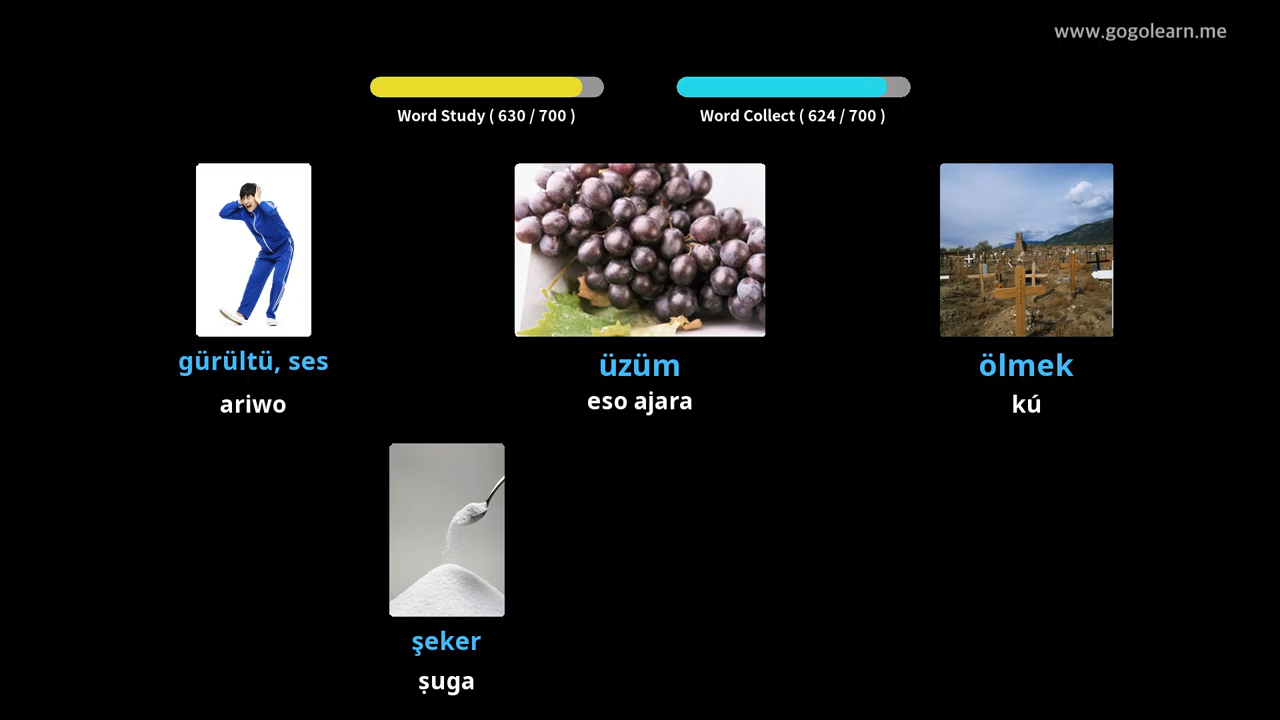 www.gogolearn.me
Word Study ( 630 / 700 )
Word Collect ( 624 / 700 )
gürültü, ses
ariwo
üzüm
eso ajara
ölmek
kú
şeker
ṣuga